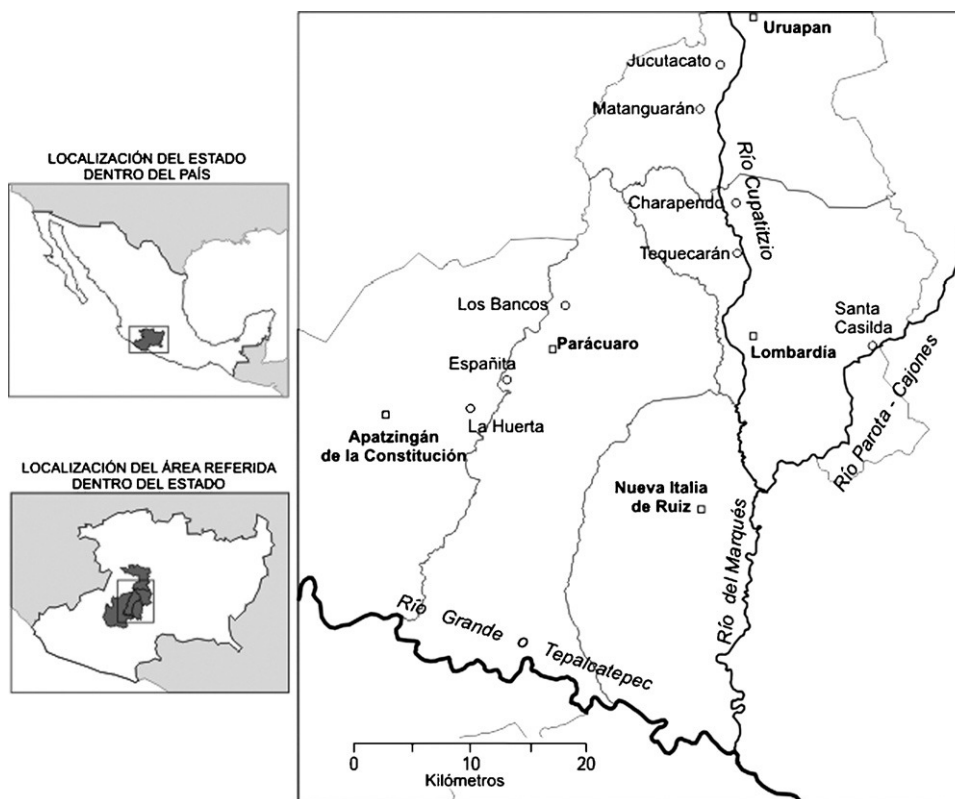 LOCALIZACIÓN DEL ESTADO
DENTRO DEL PAÍS
LOCALIZACIÓN DEL ÁREA REFERIDA
DENTRO DEL ESTADO
Uruapan
Jucutacato
Matanguarán
Río Cupatitzio
Charapendo
Tequecarán
Los Bancos
Santa
Casilda
Parácuaro
Lombardía
Españita
La Huerta
Apatzingán
de la Constitución
Río Parota - Cajones
Nueva Italia
de Ruiz
Río del Marqués
Río Grande o Tepalcatepec
0 10 20
Kilómetros